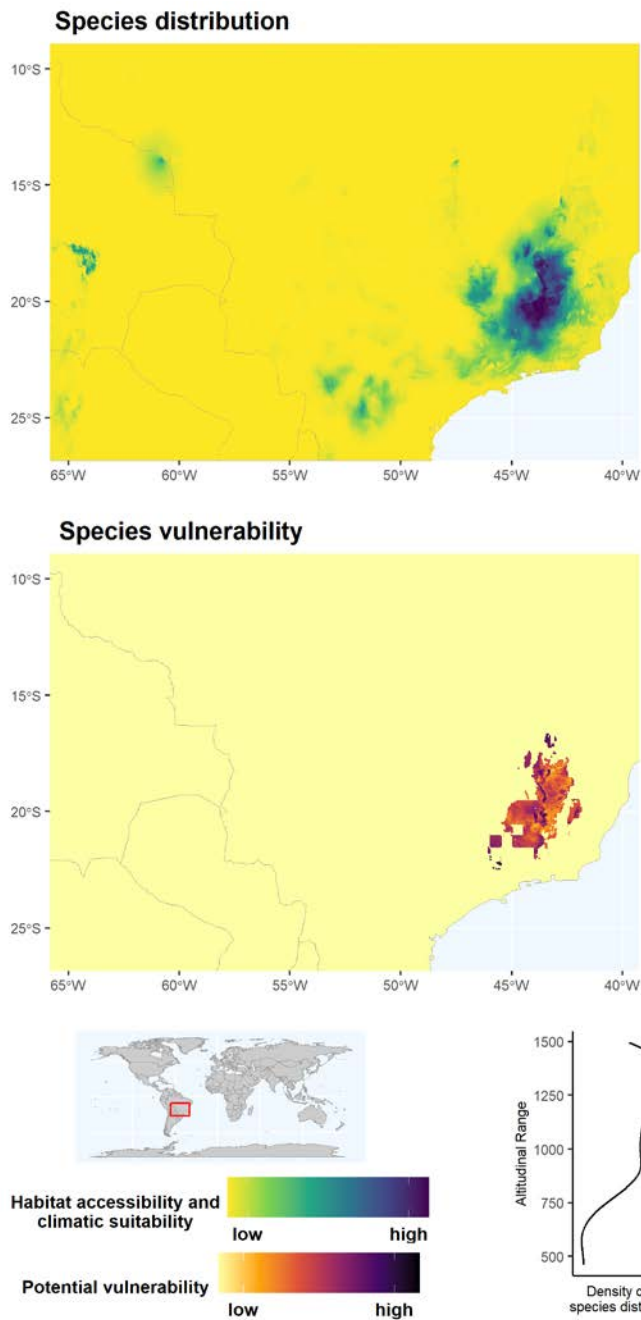 Species distribution
10°S
15°S
20°S
25°S
65°W 60°W 55°W 50°W 45°W 40°W
Species vulnerability
10°S
15°S
20°S
25°S
65°W 60°W 55°W 50°W 45°W 40°W
Habitat accessibility and
climatic suitability
low high
Potential vulnerability
low high
Altitudinal Range
1500
1250
1000
750
500
Density
species